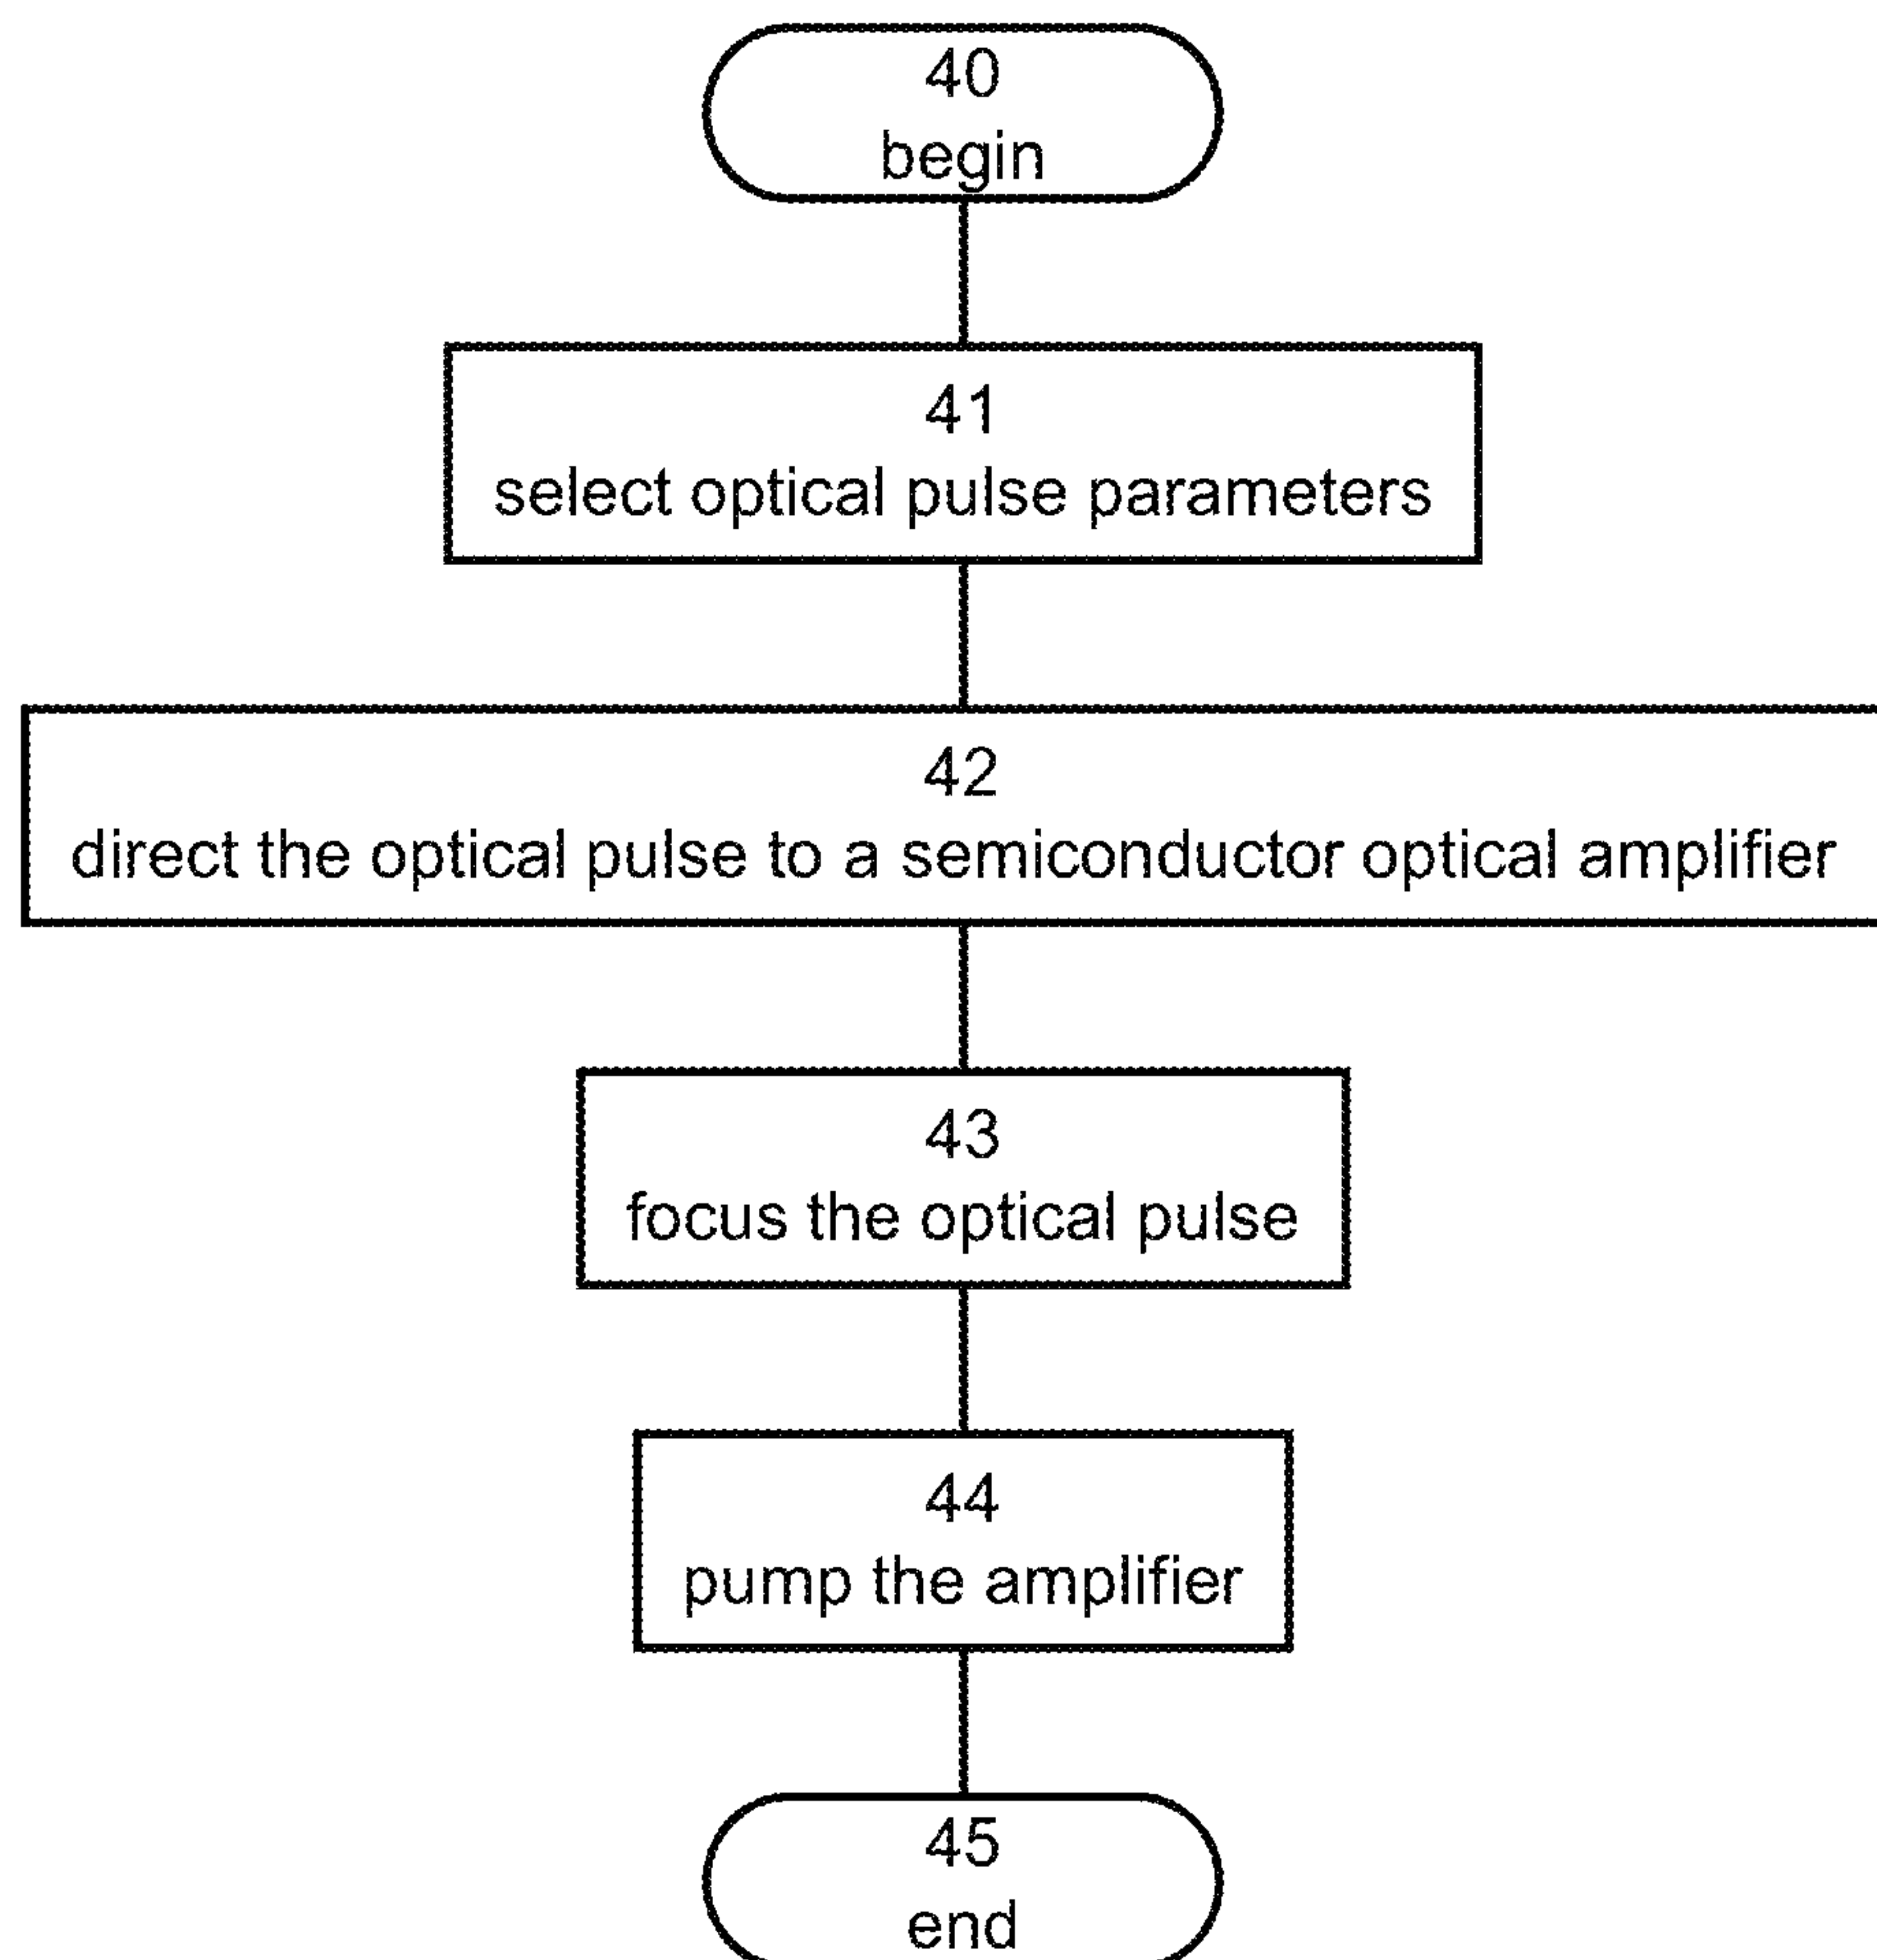 40
begin
41
select optical pulse parameters
42
direct the optical pulse to a semiconductor optical amplifier
43
focus the optical pulse
44
pump the amplifier
45
end